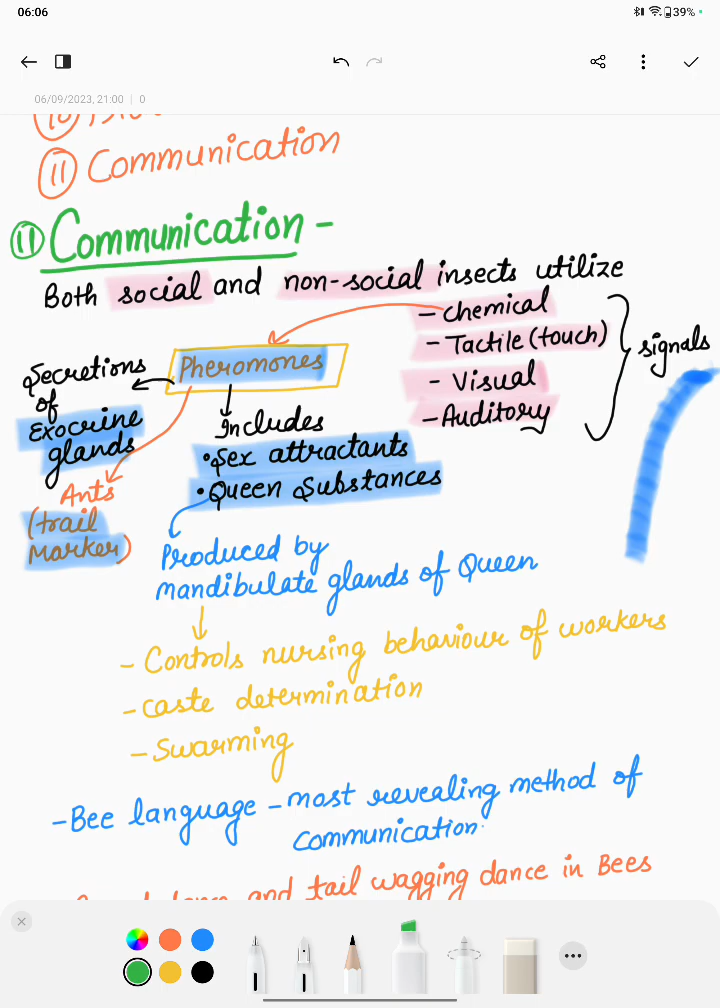 06:06
39%
06/09/2023, 21:00 | 0
11 Communication
11 Communication -
Both social and non-social insects utilize
- chemical
- Tactile (touch)
- Visual
- Auditory
signals
Pheromones
Secretions
of
Exocrine
glands
Includes
• Sex attractants
• Queen Substances
Ants
(trail
Marker)
Produced by
mandibulate glands of Queen
- Controls nursing behaviour of workers
- caste determination
- Swarming
- Bee language - most revealing method of
communication.
and tail wagging dance in Bees